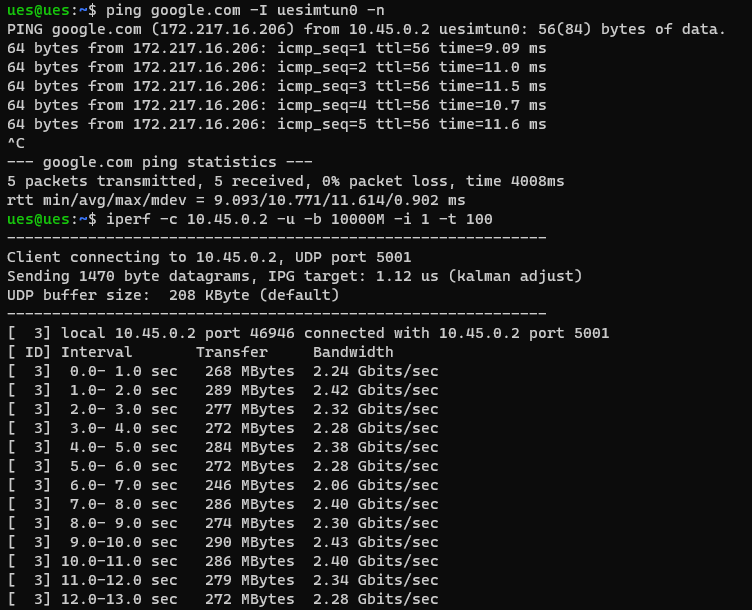 ues@ues:~$ ping google.com -I uesimtun0 -n
PING google.com (172.217.16.206) from 10.45.0.2 uesimtun0: 56(84) bytes of data.
64 bytes from 172.217.16.206: icmp_seq=1 ttl=56 time=9.09 ms
64 bytes from 172.217.16.206: icmp_seq=2 ttl=56 time=11.0 ms
64 bytes from 172.217.16.206: icmp_seq=3 ttl=56 time=11.5 ms
64 bytes from 172.217.16.206: icmp_seq=4 ttl=56 time=10.7 ms
64 bytes from 172.217.16.206: icmp_seq=5 ttl=56 time=11.6 ms
^C
--- google.com ping statistics ---
5 packets transmitted, 5 received, 0% packet loss, time 4008ms
rtt min/avg/max/mdev = 9.093/10.771/11.614/0.902 ms
ues@ues:~$ iperf -c 10.45.0.2 -u -b 10000M -i 1 -t 100
------------------------------------------------------------
Client connecting to 10.45.0.2, UDP port 5001
Sending 1470 byte datagrams, IPG target: 1.12 us (kalman adjust)
UDP buffer size:  208 KByte (default)
------------------------------------------------------------
[  3] local 10.45.0.2 port 46946 connected with 10.45.0.2 port 5001
[ ID] Interval       Transfer     Bandwidth
[  3]  0.0- 1.0 sec   268 MBytes  2.24 Gbits/sec
[  3]  1.0- 2.0 sec   289 MBytes  2.42 Gbits/sec
[  3]  2.0- 3.0 sec   277 MBytes  2.32 Gbits/sec
[  3]  3.0- 4.0 sec   272 MBytes  2.28 Gbits/sec
[  3]  4.0- 5.0 sec   284 MBytes  2.38 Gbits/sec
[  3]  5.0- 6.0 sec   272 MBytes  2.28 Gbits/sec
[  3]  6.0- 7.0 sec   246 MBytes  2.06 Gbits/sec
[  3]  7.0- 8.0 sec   286 MBytes  2.40 Gbits/sec
[  3]  8.0- 9.0 sec   274 MBytes  2.30 Gbits/sec
[  3]  9.0-10.0 sec   290 MBytes  2.43 Gbits/sec
[  3] 10.0-11.0 sec   286 MBytes  2.40 Gbits/sec
[  3] 11.0-12.0 sec   279 MBytes  2.34 Gbits/sec
[  3] 12.0-13.0 sec   272 MBytes  2.28 Gbits/sec